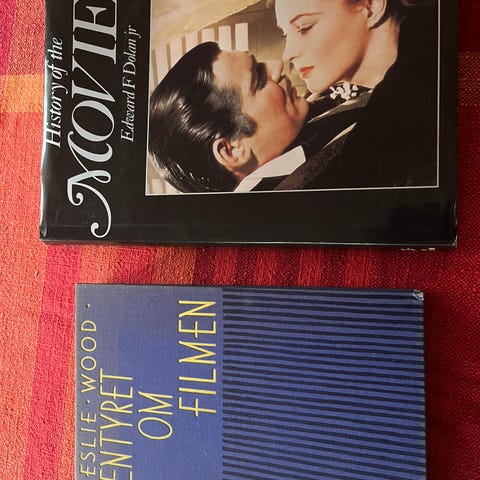 History of the
MOVIE
Edward F Dolan jr
ESLIE · WOOD ·
ENTYRET
OM
FILMEN